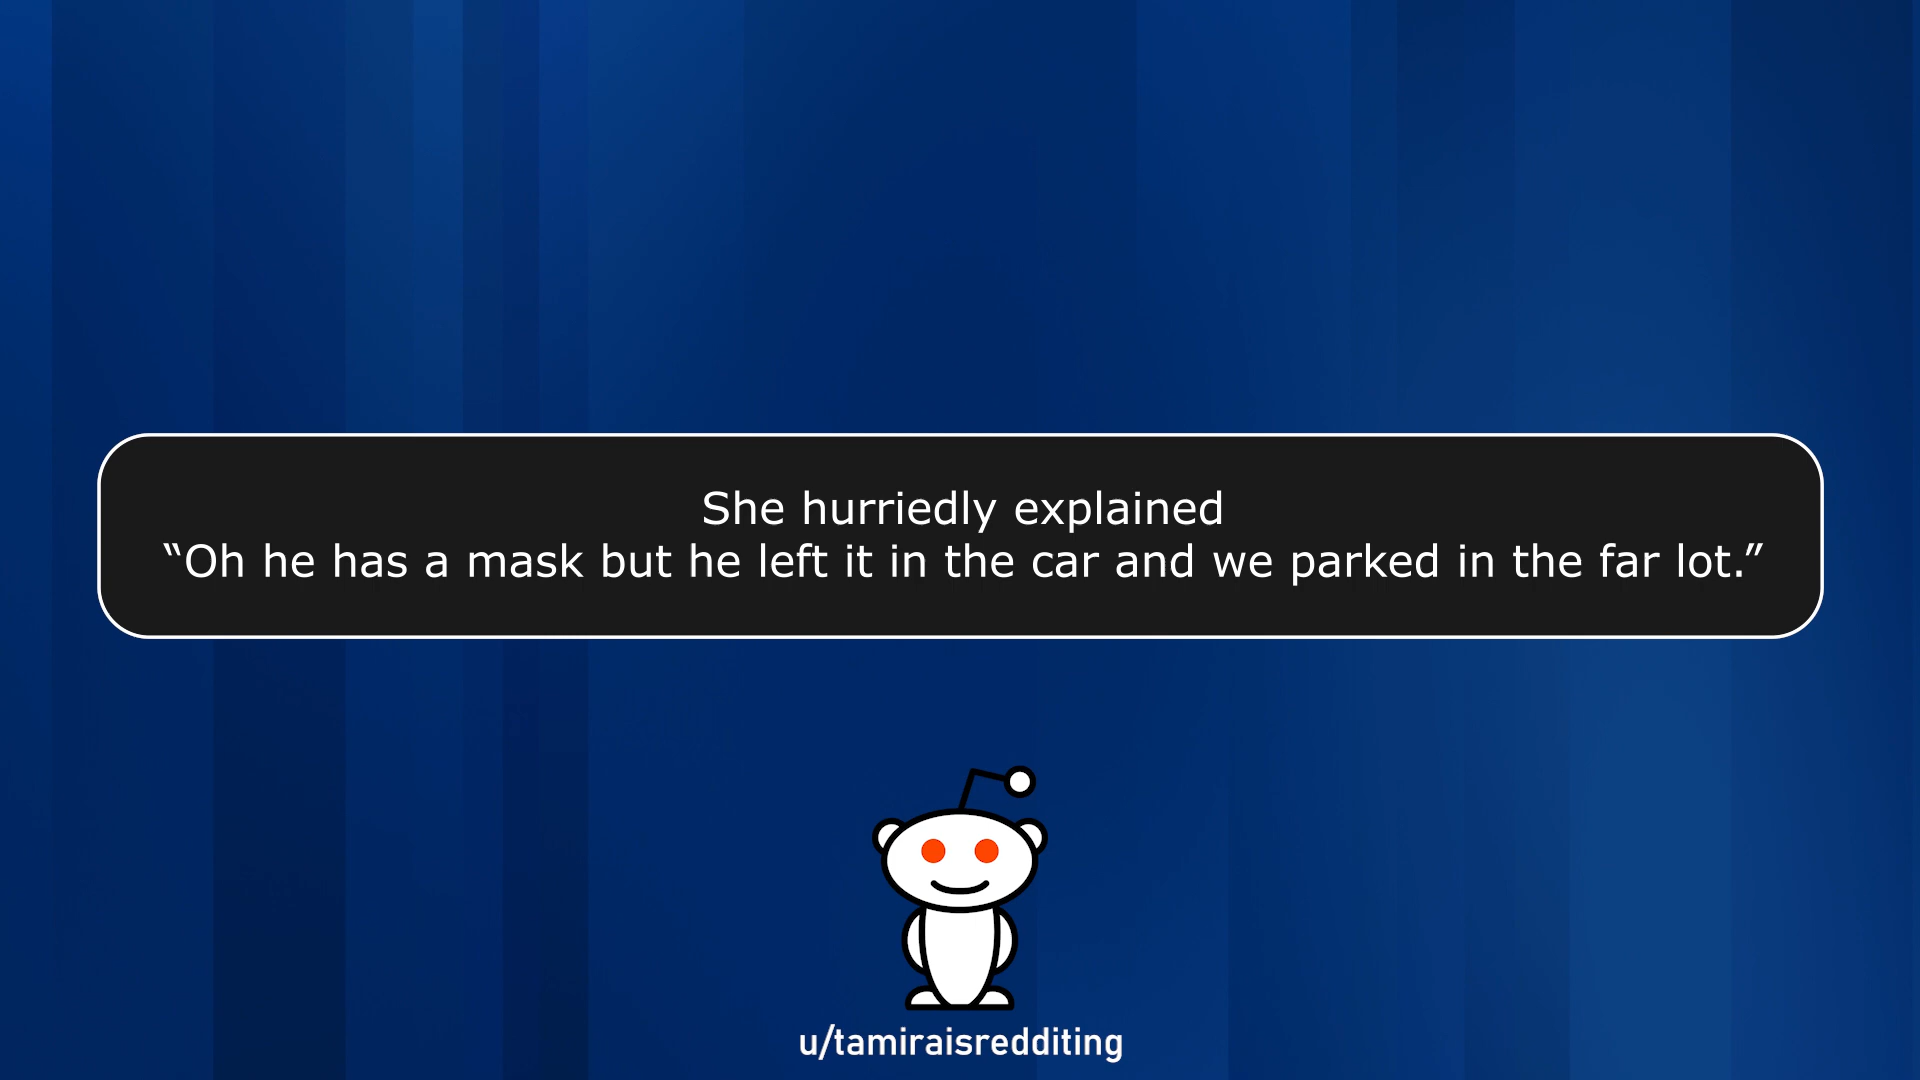 She hurriedly explained
“Oh he has a mask but he left it in the car and we parked in the far lot.”
u/tamiraisredditing